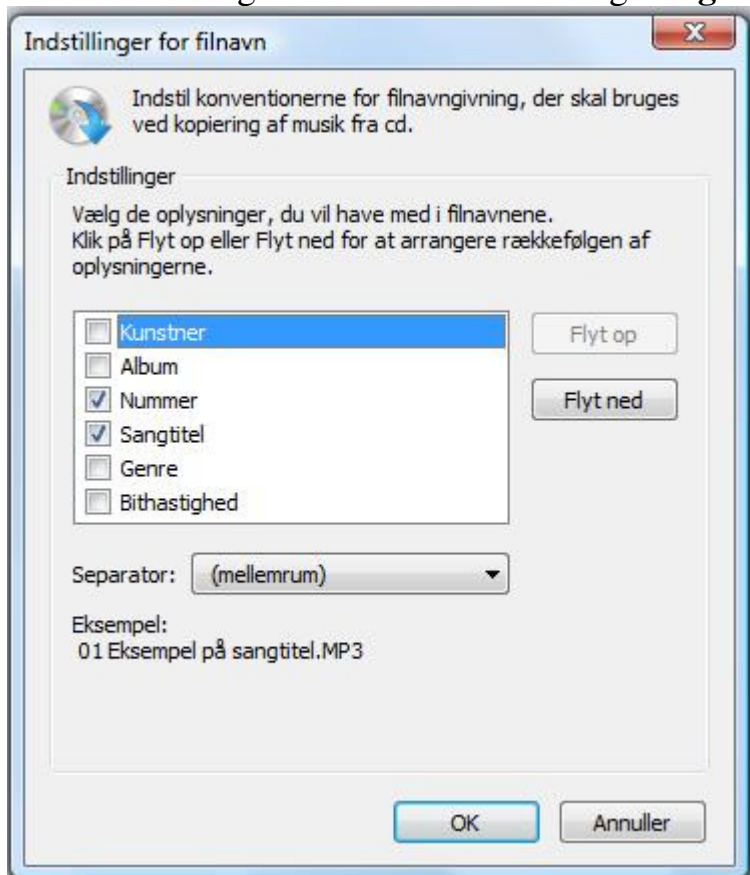 Indstillinger for filnavn
Indstil konventionerne for filnavngivning, der skal bruges
ved kopiering af musik fra cd.
Indstillinger
Vælg de oplysninger, du vil have med i filnavnene.
Klik på Flyt op eller Flyt ned for at arrangere rækkefølgen af
oplysningerne.
Kunstner
Flyt op
Album
Nummer
Flyt ned
Sangtitel
Genre
Bithastighed
Separator: (mellemrum)
Eksempel:
01 Eksempel på sangtitel.MP3
OK Annuller